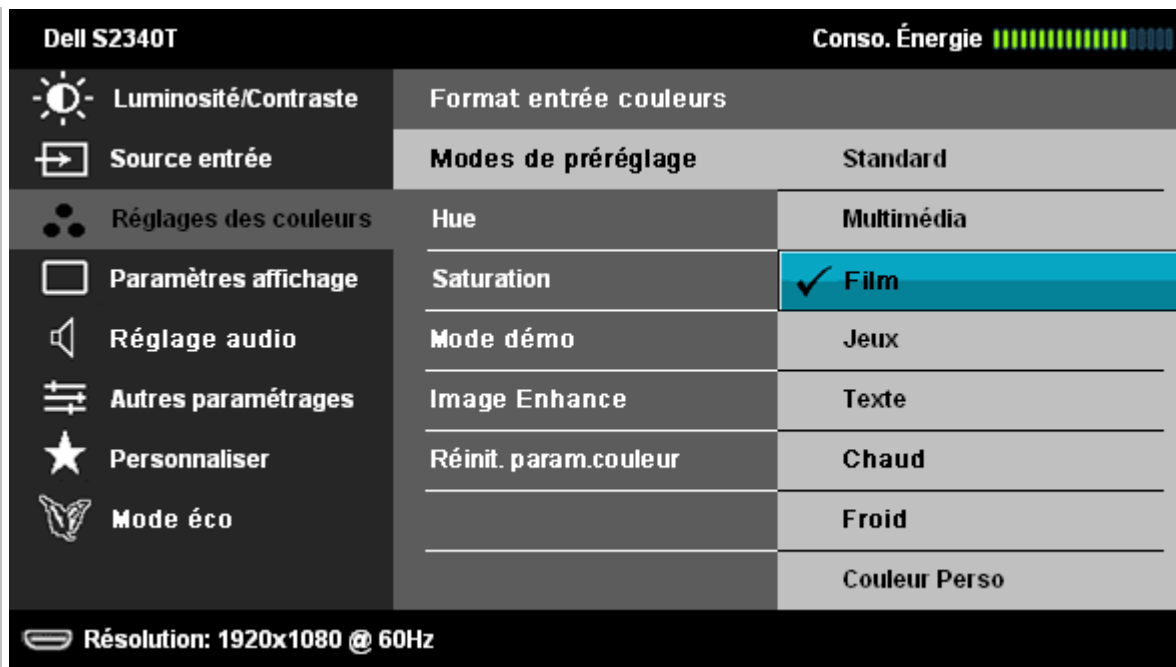 Dell S2340T
Conso. Énergie
Luminosité/Contraste
Format entrée couleurs
Source entrée
Modes de préréglage
Standard
Réglages des couleurs
Hue
Multimédia
Paramètres affichage
Saturation
Film
Réglage audio
Mode démo
Jeux
Autres paramétrages
Image Enhance
Texte
Personnaliser
Réinit. param.couleur
Chaud
Mode éco
Froid
Couleur Perso
Résolution: 1920x1080 @ 60Hz